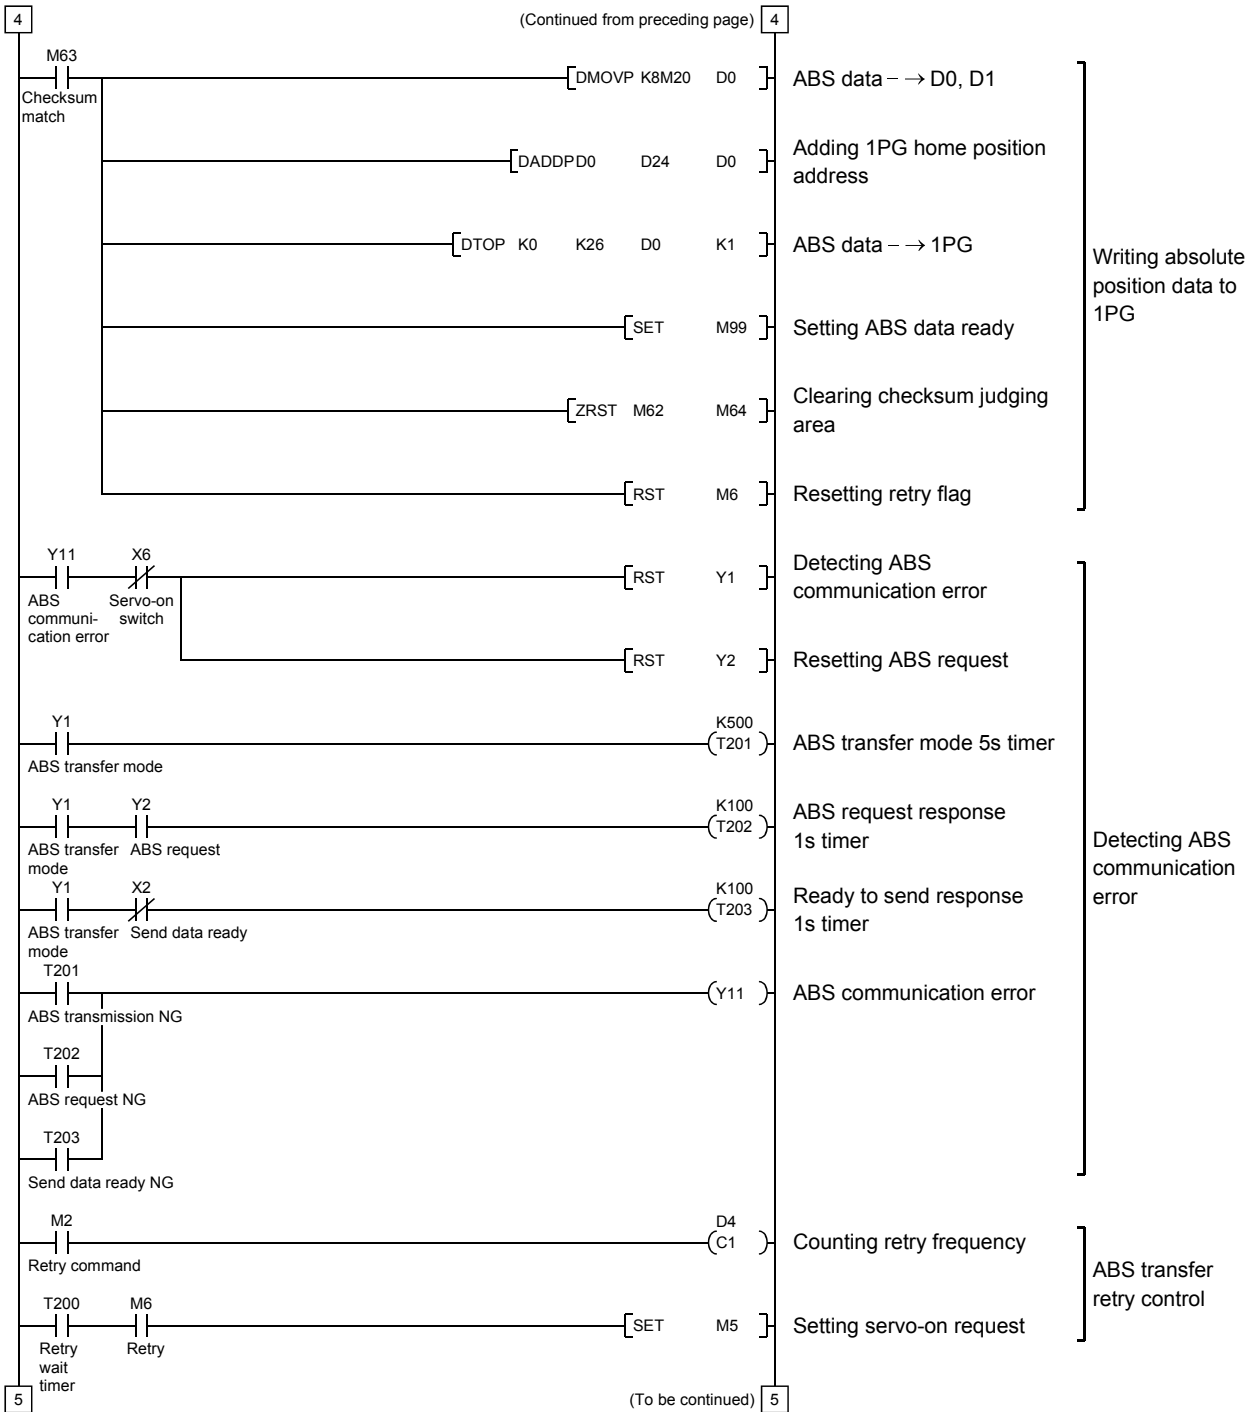 4 (Continued from preceding page) 4
M63
Checksum
match
DMOVP K8M20 D0
ABS data – → D0, D1
DADDPD0 D24 D0
Adding 1PG home position
address
DTOP K0 K26 D0 K1
ABS data – → 1PG
SET M99
Setting ABS data ready
ZRST M62 M64
Clearing checksum judging
area
RST M6
Resetting retry flag
Writing absolute
position data to
1PG
Y11 X6
ABS
communi-
cation error
Servo-on
switch
RST Y1
Detecting ABS
communication error
RST Y2
Resetting ABS request
Y1
ABS transfer mode
K500
T201
ABS transfer mode 5s timer
Y1 Y2
ABS transfer
mode
ABS request
K100
T202
ABS request response
1s timer
Y1 X2
ABS transfer
mode
Send data ready
K100
T203
Ready to send response
1s timer
T201
ABS transmission NG
Y11
ABS communication error
T202
ABS request NG
T203
Send data ready NG
Detecting ABS
communication
error
M2
Retry command
D4
C1
Counting retry frequency
T200 M6
Retry
wait
timer
Retry
SET M5
Setting servo-on request
ABS transfer
retry control
5 (To be continued) 5